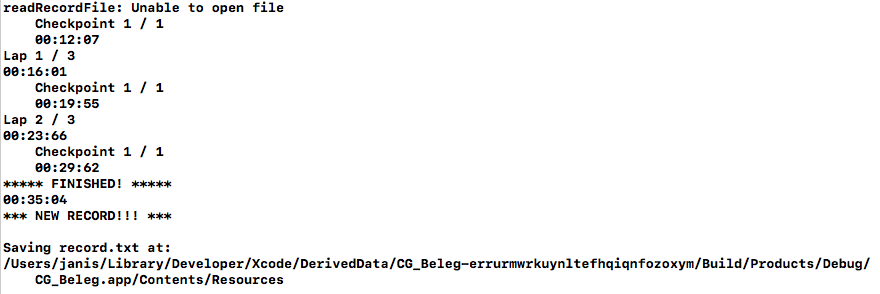 readRecordFile: Unable to open file
Checkpoint 1 / 1
00:12:07
Lap 1 / 3
00:16:01
Checkpoint 1 / 1
00:19:55
Lap 2 / 3
00:23:66
Checkpoint 1 / 1
00:29:62
***** FINISHED! *****
00:35:04
*** NEW RECORD!!! ***
Saving record.txt at:
/Users/janis/Library/Developer/Xcode/DerivedData/CG_Beleg-errurmwrkuynltefhqiqnfozoxym/Build/Products/Debug/
CG_Beleg.app/Contents/Resources